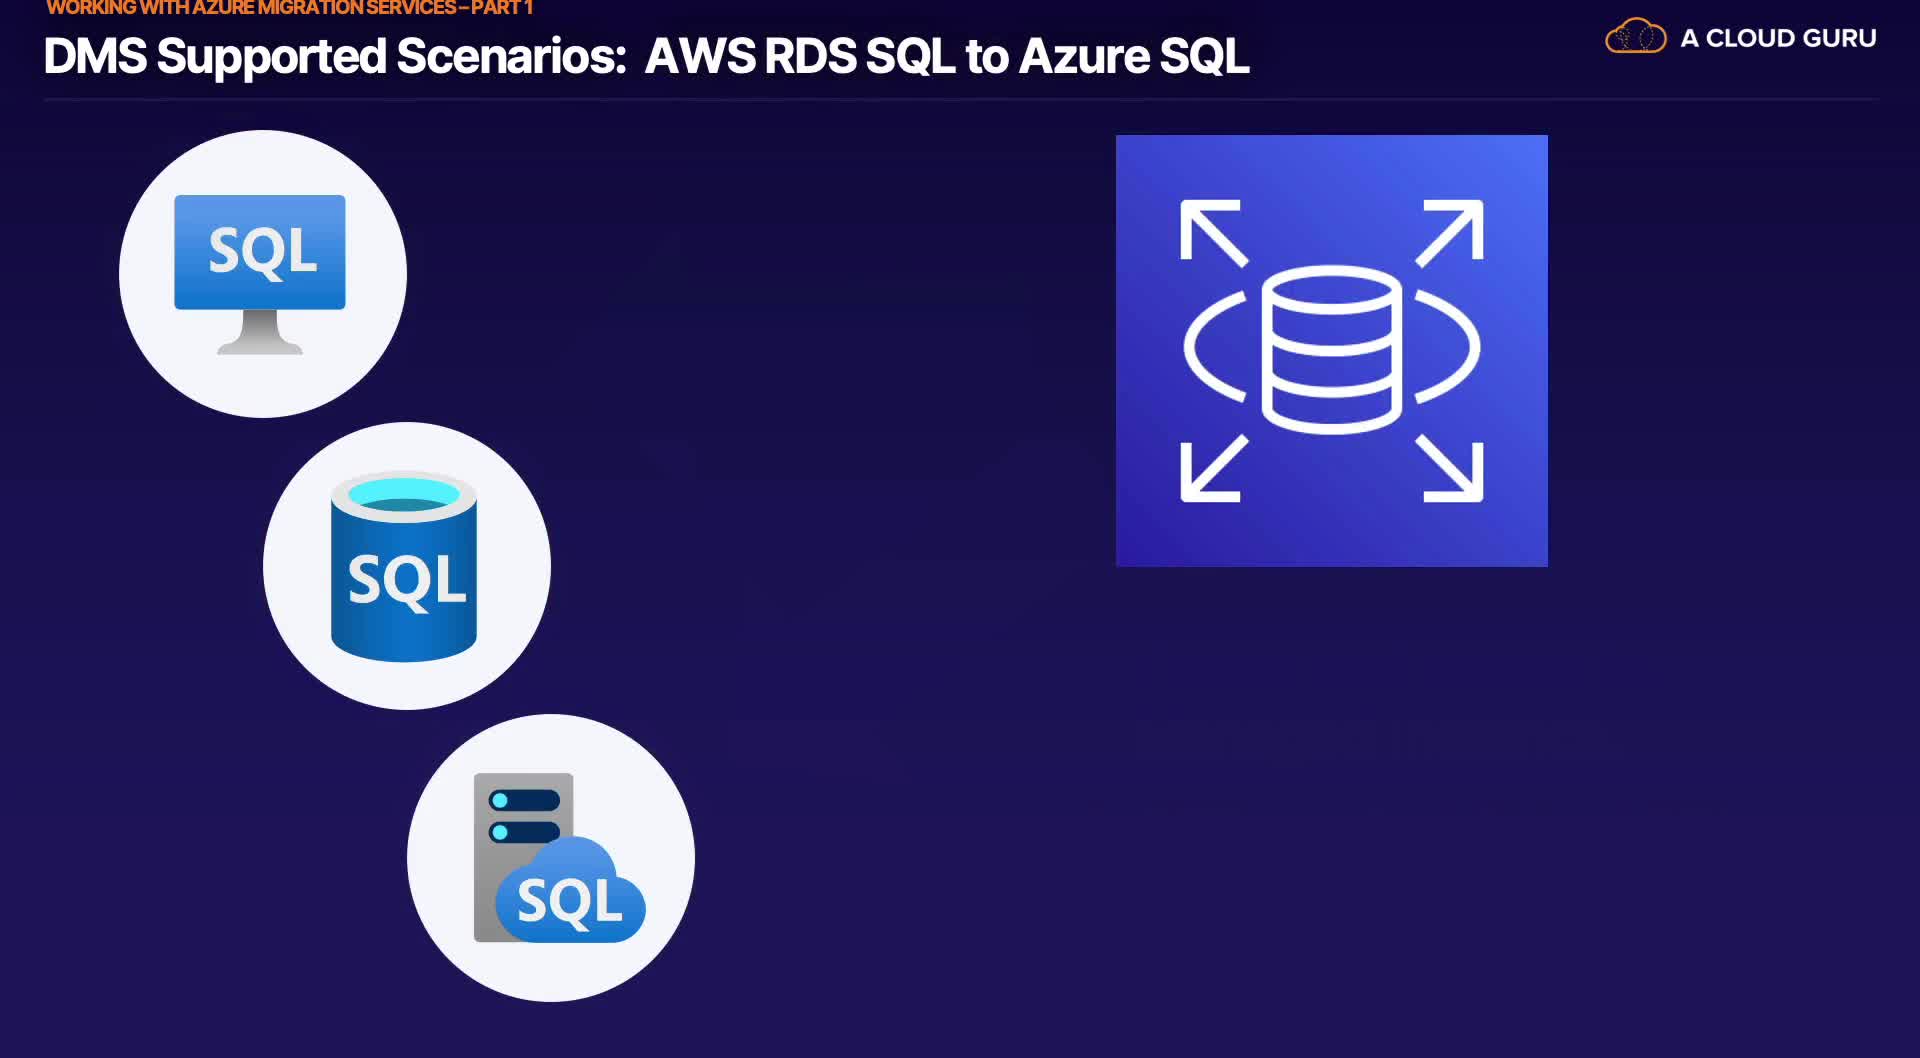 WORKING WITH AZURE MIGRATION SERVICES – PART 1
DMS Supported Scenarios: AWS RDS SQL to Azure SQL
A CLOUD GURU
SQL
SQL
SQL